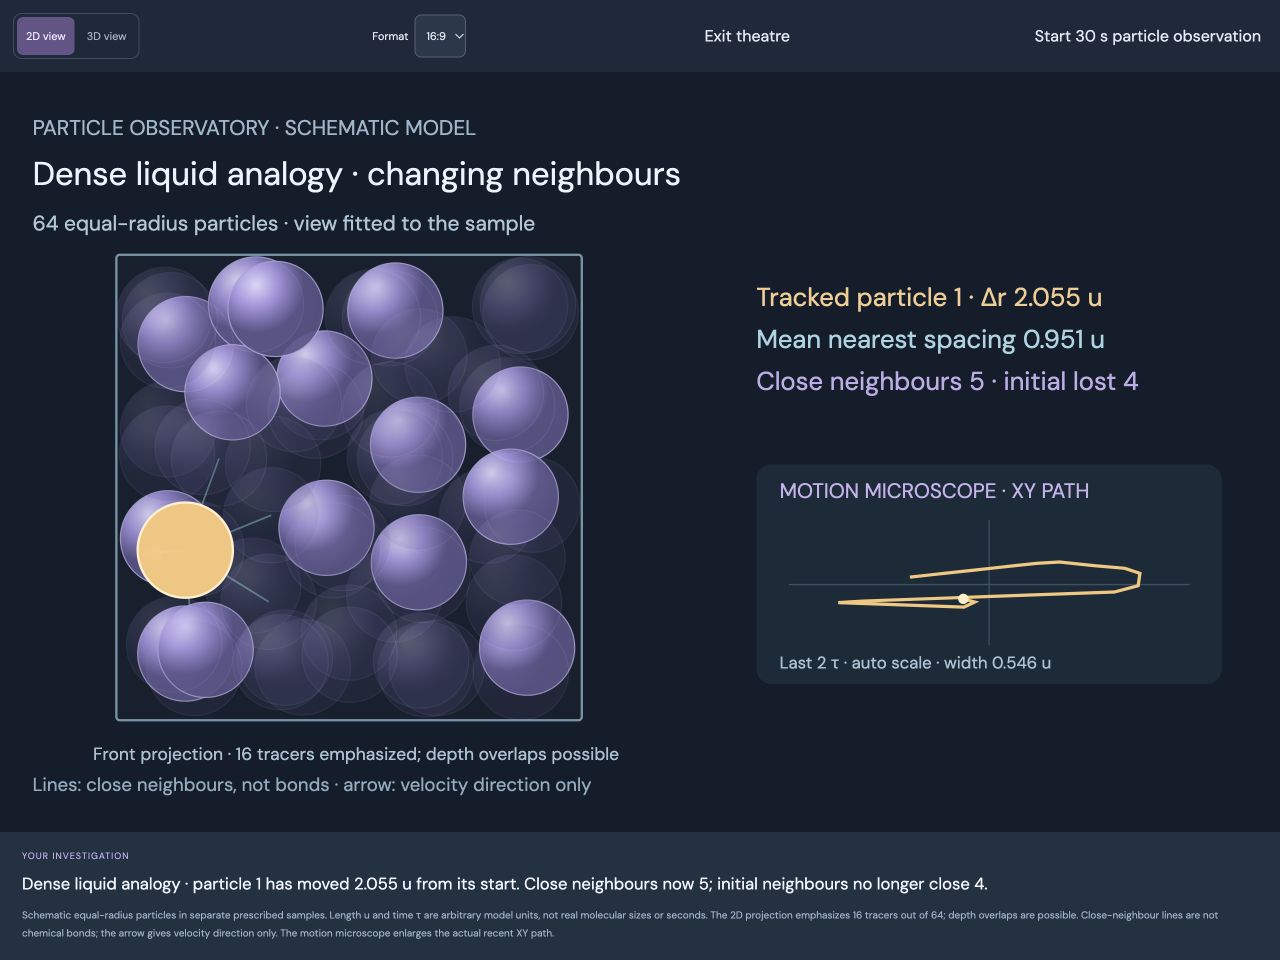 2D view
3D view
Format
16:9
Exit theatre
Start 30 s particle observation
PARTICLE OBSERVATORY · SCHEMATIC MODEL
Dense liquid analogy · changing neighbours
64 equal-radius particles · view fitted to the sample
Tracked particle 1 · Δr 2.055 u
Mean nearest spacing 0.951 u
Close neighbours 5 · initial lost 4
MOTION MICROSCOPE · XY PATH
Last 2 τ · auto scale · width 0.546 u
Front projection · 16 tracers emphasized; depth overlaps possible
Lines: close neighbours, not bonds · arrow: velocity direction only
YOUR INVESTIGATION
Dense liquid analogy · particle 1 has moved 2.055 u from its start. Close neighbours now 5; initial neighbours no longer close 4.
Schematic equal-radius particles in separate prescribed samples. Length u and time τ are arbitrary model units, not real molecular sizes or seconds. The 2D projection emphasizes 16 tracers out of 64; depth overlaps are possible. Close-neighbour lines are not
chemical bonds; the arrow gives velocity direction only. The motion microscope enlarges the actual recent XY path.